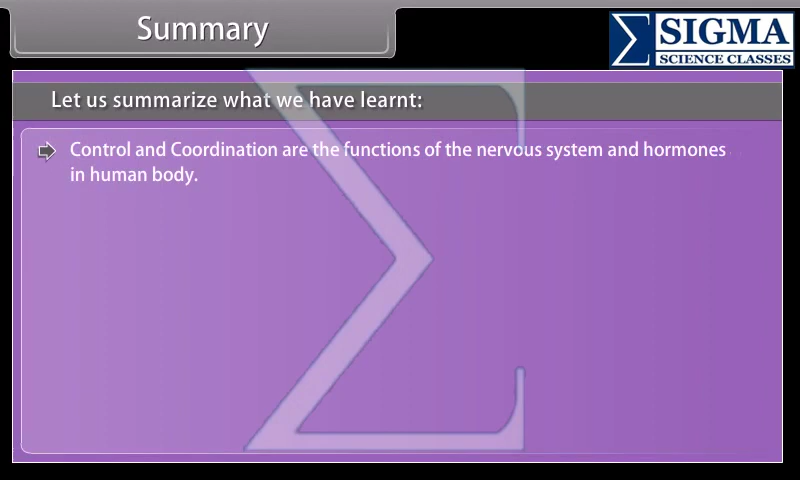 Summary
SIGMA
SCIENCE CLASSES
Let us summarize what we have learnt:
Control and Coordination are the functions of the nervous system and hormones
in human body.